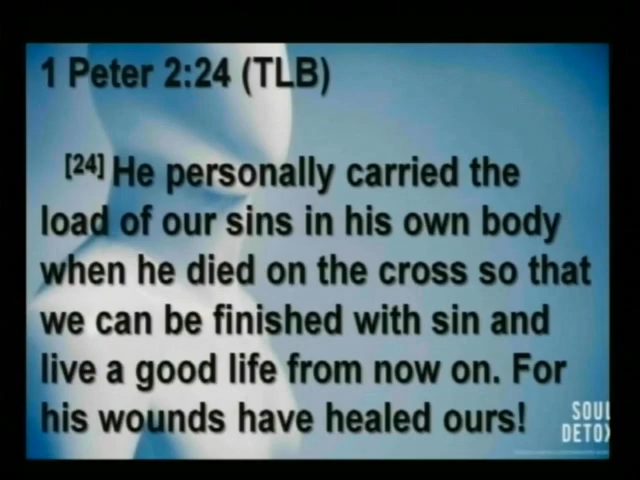 1 Peter 2:24 (TLB)
[24] He personally carried the
load of our sins in his own body
when he died on the cross so that
we can be finished with sin and
live a good life from now on. For
his wounds have healed ours!
SOUL
DETOX